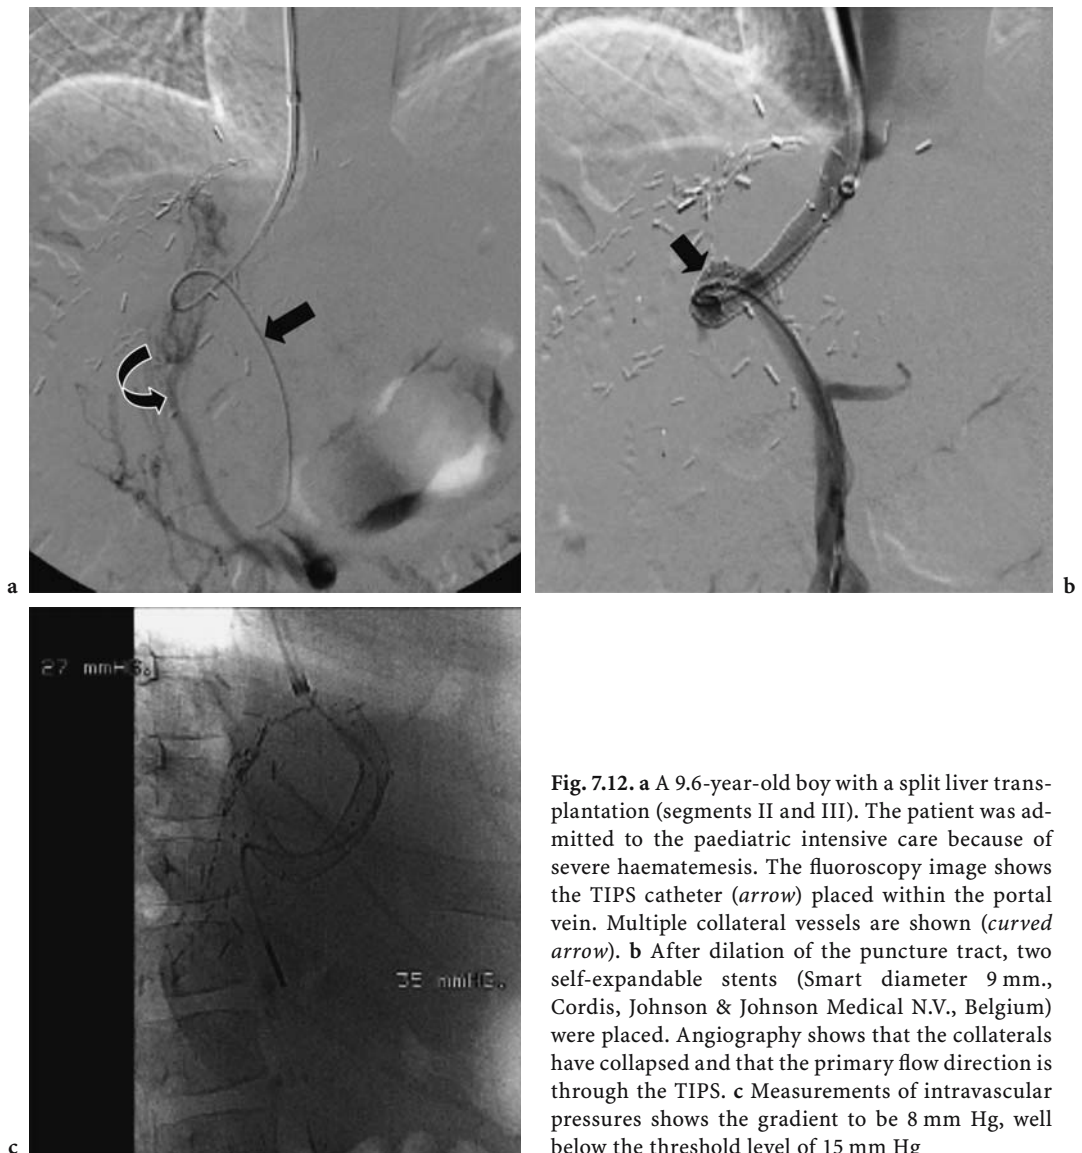 a
b
27 mmHG.
35 mmHG.
c
Fig. 7.12. a A 9.6-year-old boy with a split liver trans-
plantation (segments II and III). The patient was ad-
mitted to the paediatric intensive care because of
severe haematemesis. The fluoroscopy image shows
the TIPS catheter (arrow) placed within the portal
vein. Multiple collateral vessels are shown (curved
arrow). b After dilation of the puncture tract, two
self-expandable stents (Smart diameter 9 mm.,
Cordis, Johnson & Johnson Medical N.V., Belgium)
were placed. Angiography shows that the collaterals
have collapsed and that the primary flow direction is
through the TIPS. c Measurements of intravascular
pressures shows the gradient to be 8 mm Hg, well
below the threshold level of 15 mm Hg